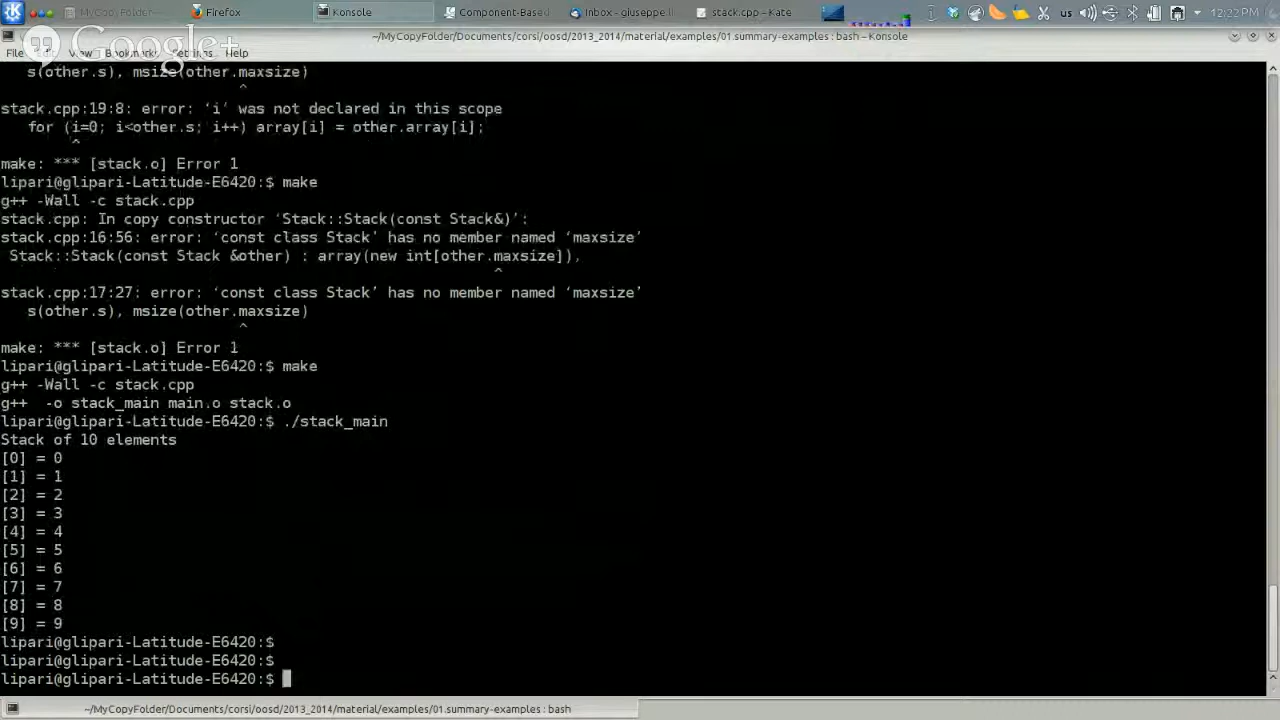 MyCopyFolder/
Firefox
Konsole
Component-Based
Inbox - giuseppe.li
stack.cpp - Kate
us
12:22 PM
~/MyCopyFolder/Documents/corsi/oosd/2013_2014/material/examples/01.summary-examples : bash – Konsole
Google+
File Edit View Bookmarks Settings Help
s(other.s), msize(other.maxsize)
^
stack.cpp:19:8: error: ‘i’ was not declared in this scope
for (i=0; i<other.s; i++) array[i] = other.array[i];
^
make: *** [stack.o] Error 1
lipari@glipari-Latitude-E6420:$ make
g++ -Wall -c stack.cpp
stack.cpp: In copy constructor ‘Stack::Stack(const Stack&)’:
stack.cpp:16:56: error: ‘const class Stack’ has no member named ‘maxsize’
Stack::Stack(const Stack &other) : array(new int[other.maxsize]),
^
stack.cpp:17:27: error: ‘const class Stack’ has no member named ‘maxsize’
s(other.s), msize(other.maxsize)
^
make: *** [stack.o] Error 1
lipari@glipari-Latitude-E6420:$ make
g++ -Wall -c stack.cpp
g++  -o stack_main main.o stack.o
lipari@glipari-Latitude-E6420:$ ./stack_main
Stack of 10 elements
[0] = 0
[1] = 1
[2] = 2
[3] = 3
[4] = 4
[5] = 5
[6] = 6
[7] = 7
[8] = 8
[9] = 9
lipari@glipari-Latitude-E6420:$
lipari@glipari-Latitude-E6420:$
lipari@glipari-Latitude-E6420:$
~/MyCopyFolder/Documents/corsi/oosd/2013_2014/material/examples/01.summary-examples : bash